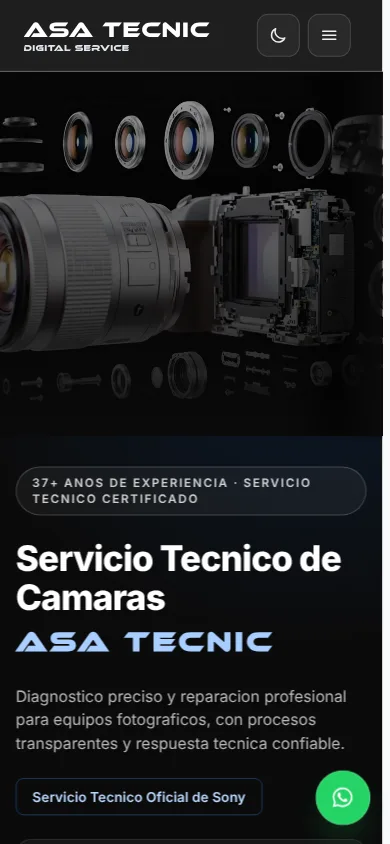 ASA TECNIC
DIGITAL SERVICE
37+ ANOS DE EXPERIENCIA · SERVICIO
TECNICO CERTIFICADO
Servicio Tecnico de
Camaras
ASA TECNIC
Diagnostico preciso y reparacion profesional
para equipos fotograficos, con procesos
transparentes y respuesta tecnica confiable.
Servicio Tecnico Oficial de Sony